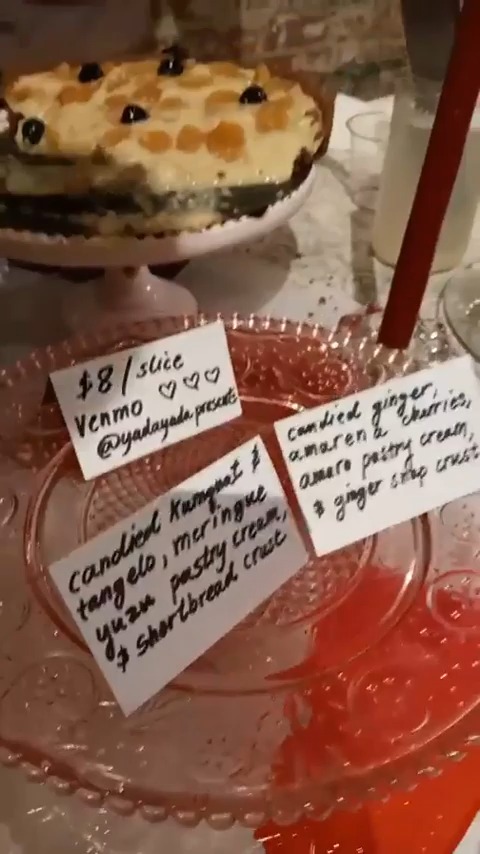 $8/slice
Venmo ♡♡♡
@yadayada presents
candied ginger,
amarena cherries,
amaro pastry cream,
& ginger snap crust
candied kumquat &
tangelo, meringue
yuzu pastry cream,
& shortbread crust